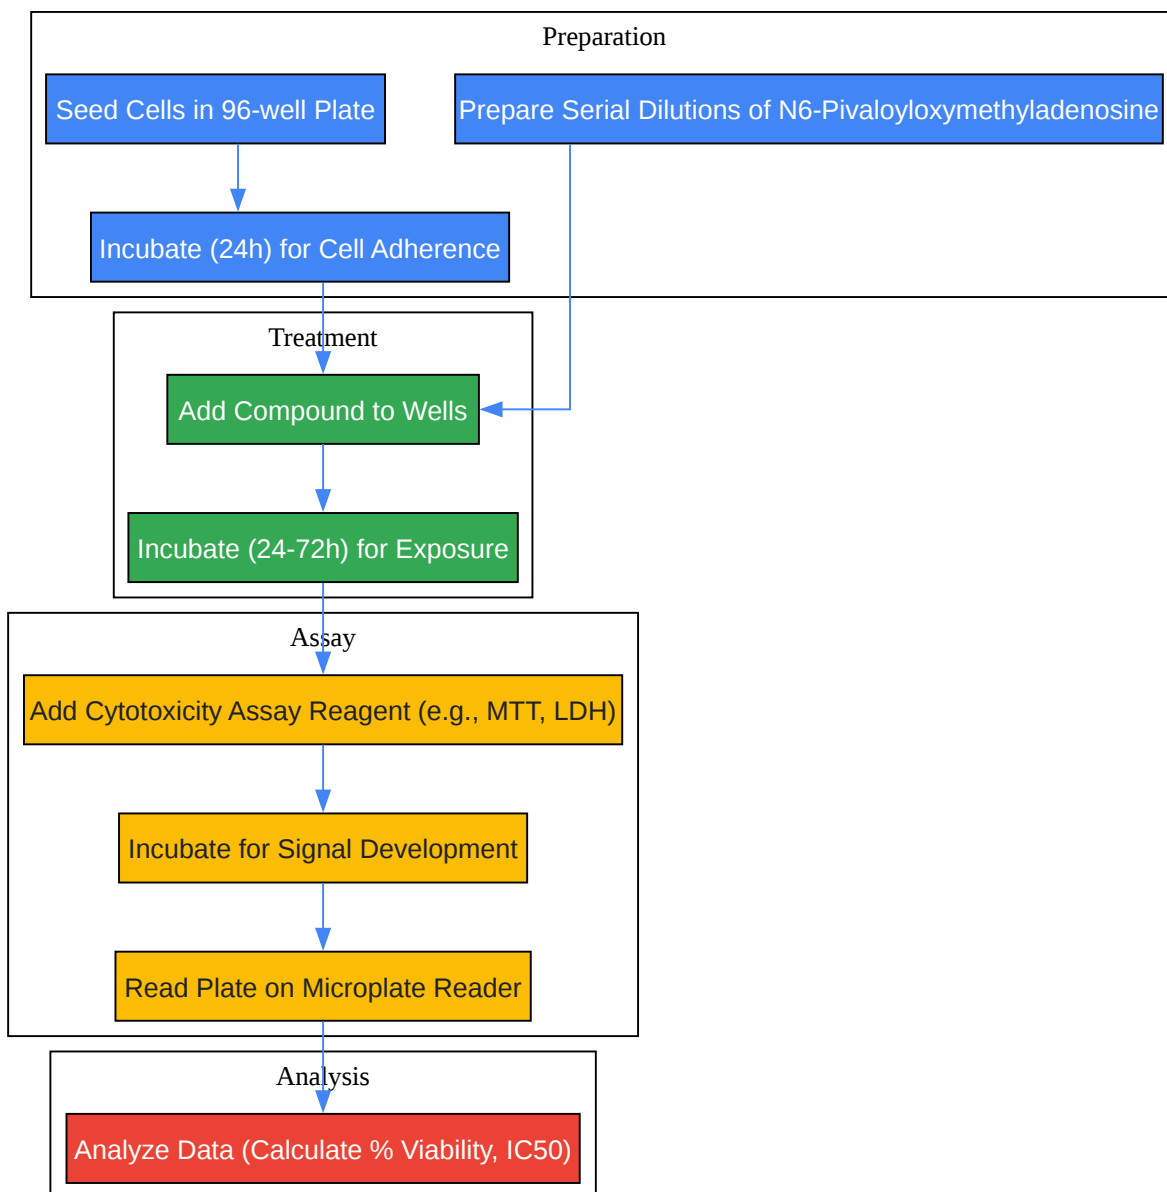 Preparation
Seed Cells in 96-well Plate
Prepare Serial Dilutions of N6-Pivaloyloxymethyladenosine
Incubate (24h) for Cell Adherence
Treatment
Add Compound to Wells
Incubate (24-72h) for Exposure
Assay
Add Cytotoxicity Assay Reagent (e.g., MTT, LDH)
Incubate for Signal Development
Read Plate on Microplate Reader
Analysis
Analyze Data (Calculate % Viability, IC50)